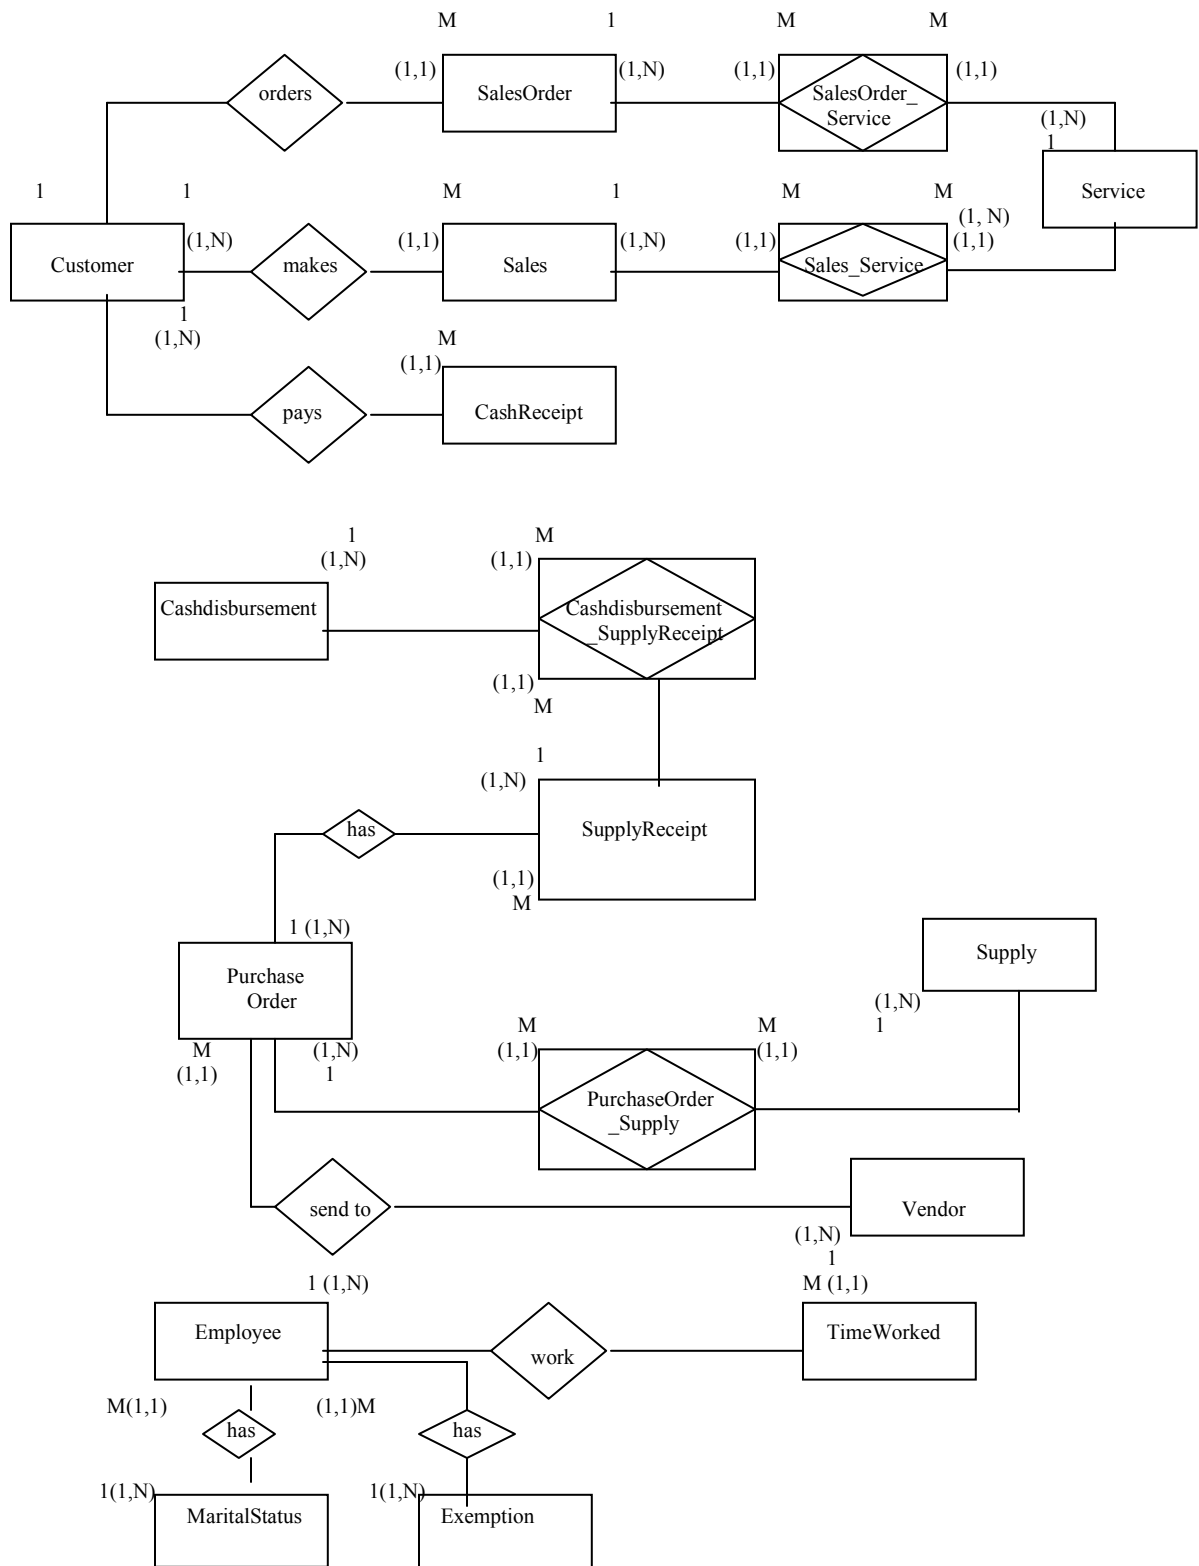 M 1 M M
(1,1) (1,N) (1,1) (1,1)
orders SalesOrder SalesOrder_
Service
(1,N)
1
1 1 M 1 M M Service
(1, N)
(1,N) (1,1) (1,N) (1,1) (1,1)
Customer makes Sales Sales_Service
1
(1,N) M
(1,1)
pays CashReceipt
1 M
(1,N) (1,1)
Cashdisbursement Cashdisbursement
_SupplyReceipt
(1,1)
M
1
(1,N)
has SupplyReceipt
(1,1)
M
1 (1,N)
Supply
Purchase
Order (1,N)
M 1
M (1,N) (1,1) M
(1,1) 1 (1,1)
PurchaseOrder
_Supply
send to Vendor
(1,N)
1
1 (1,N) M (1,1)
Employee TimeWorked
work
M(1,1) (1,1)M
has has
1(1,N) 1(1,N)
MaritalStatus Exemption